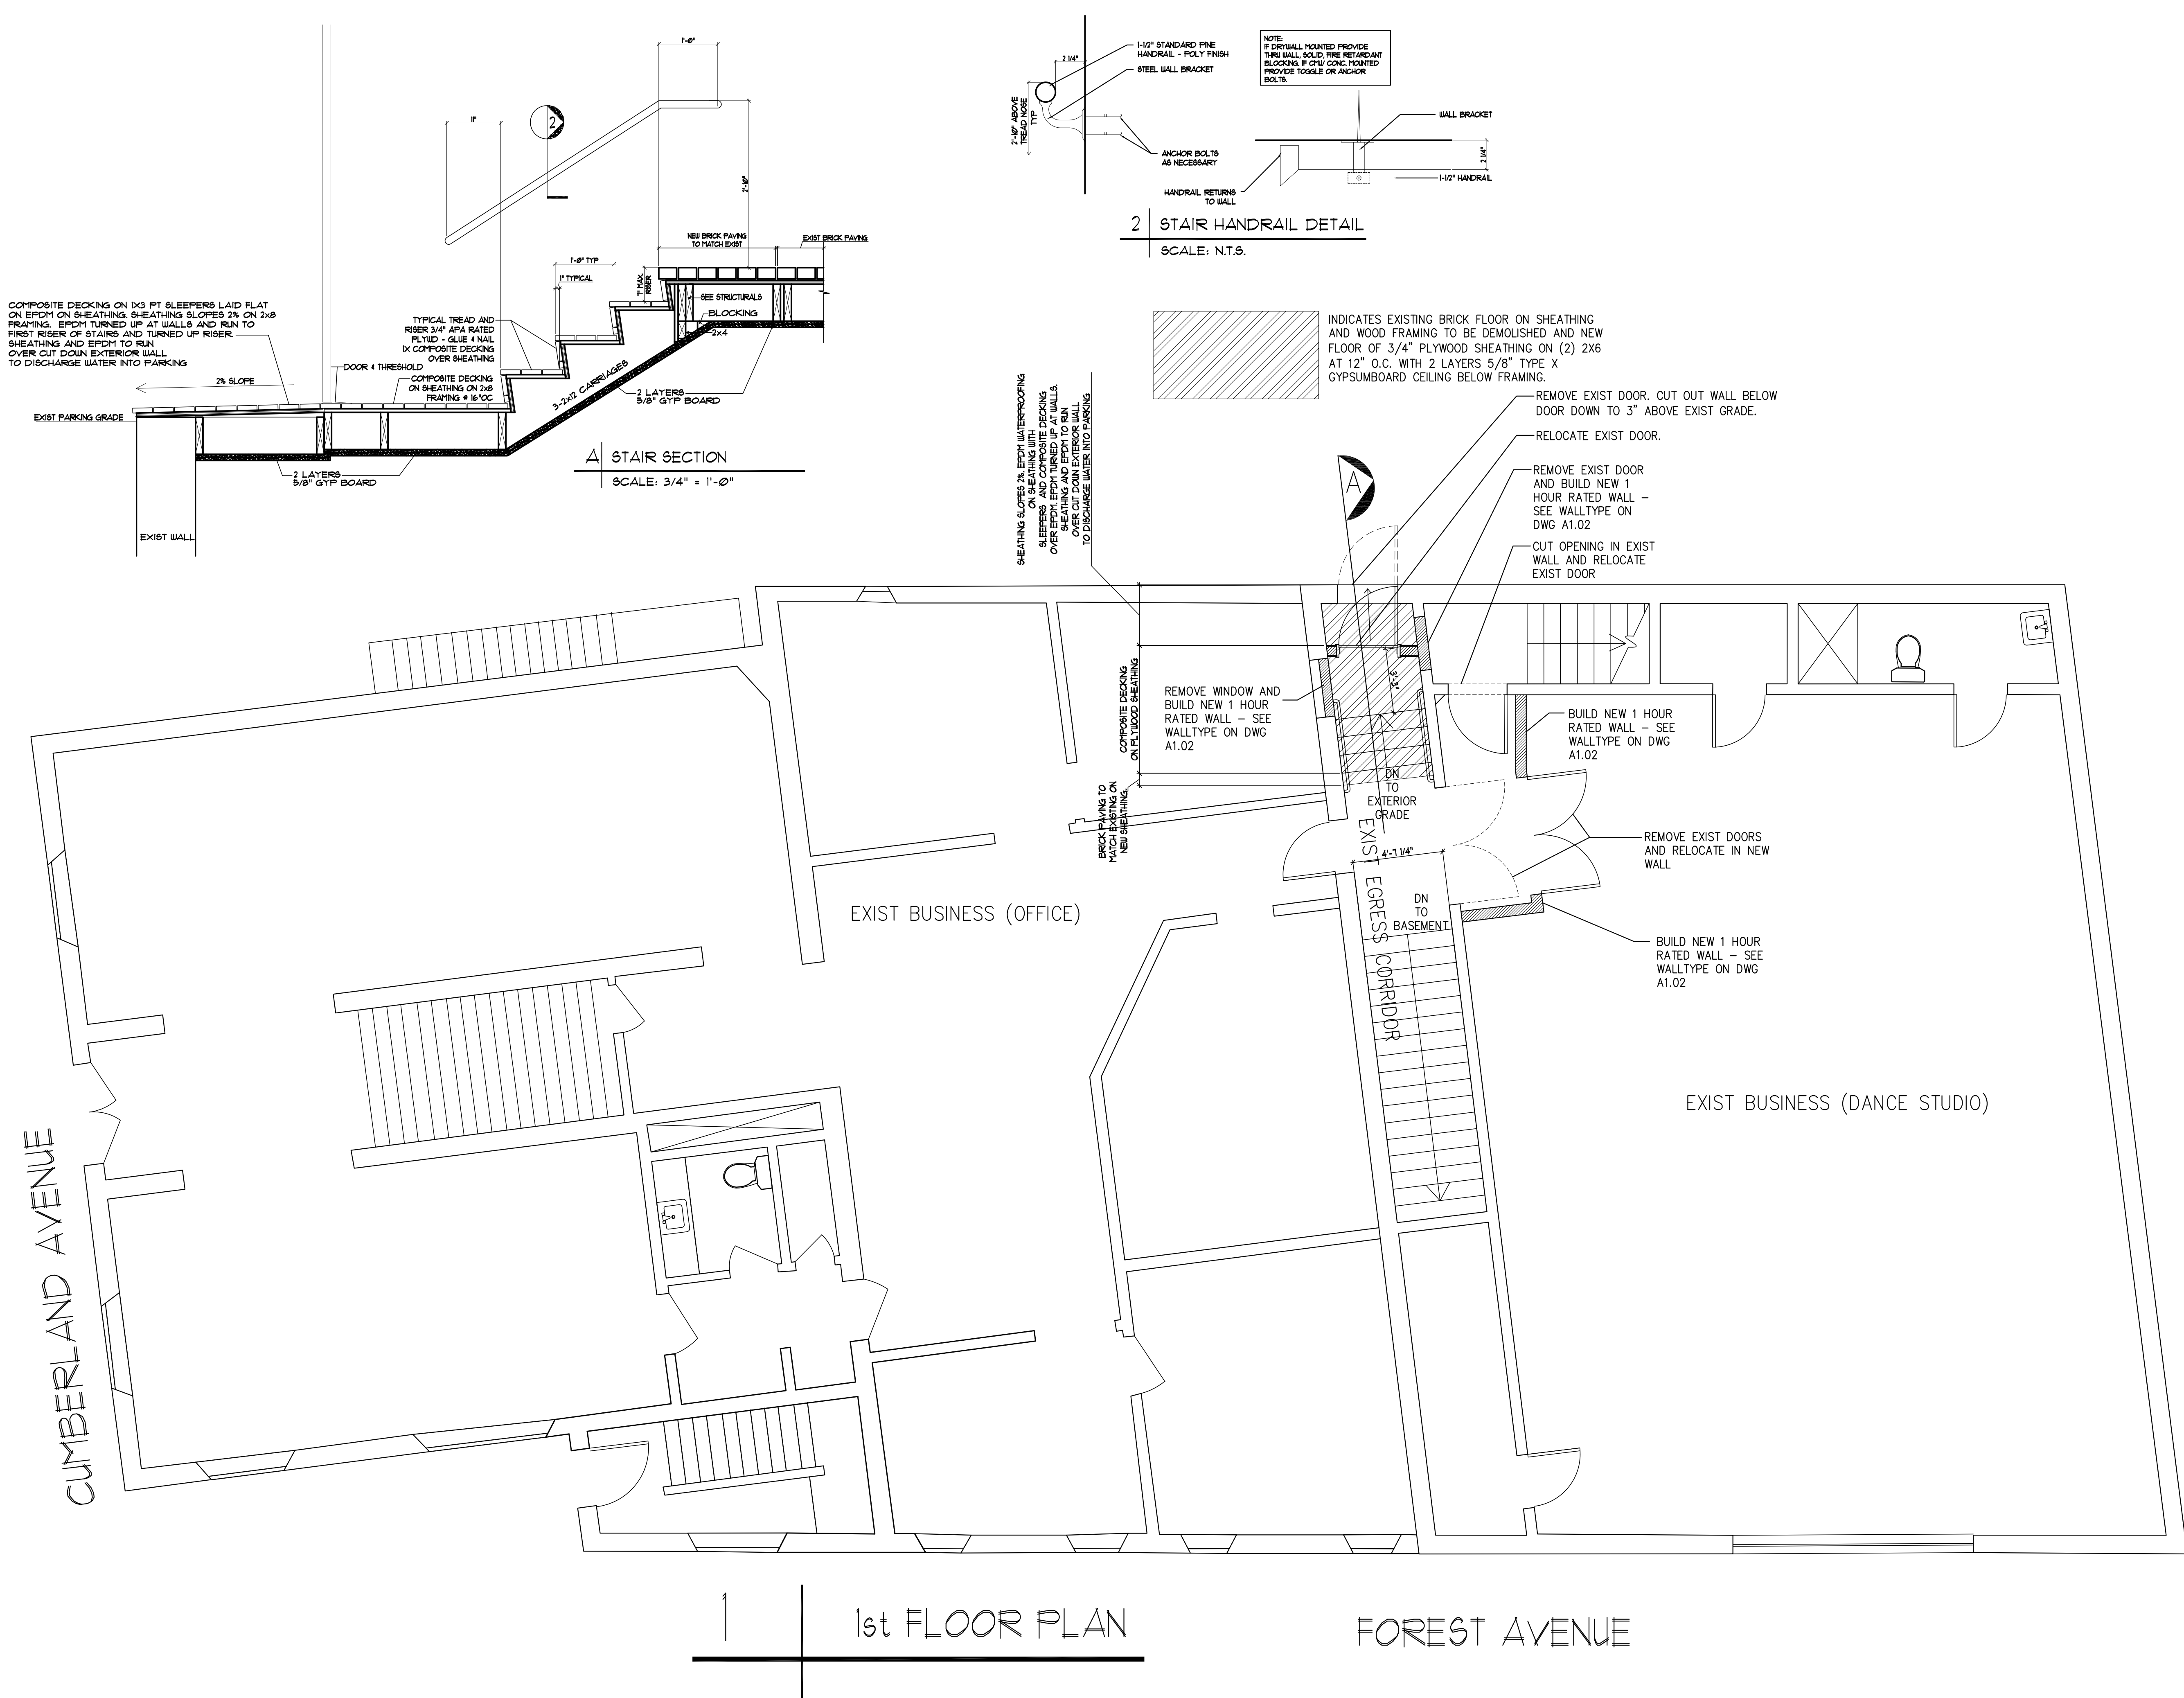 1'-0"
11"
2
2'-10"
NEW BRICK PAVING
TO MATCH EXIST
EXIST BRICK PAVING
1'-0" TYP
1" TYPICAL
7" MAX.
RISER
SEE STRUCTURALS
BLOCKING
2x4
COMPOSITE DECKING ON 1X3 PT SLEEPERS LAID FLAT
ON EPDM ON SHEATHING. SHEATHING SLOPES 2% ON 2x8
FRAMING. EPDM TURNED UP AT WALLS AND RUN TO
FIRST RISER OF STAIRS AND TURNED UP RISER.
SHEATHING AND EPDM TO RUN
OVER CUT DOWN EXTERIOR WALL
TO DISCHARGE WATER INTO PARKING
TYPICAL TREAD AND
RISER 3/4" APA RATED
PLYWD - GLUE & NAIL
1X COMPOSITE DECKING
OVER SHEATHING
DOOR & THRESHOLD
2% SLOPE
COMPOSITE DECKING
ON SHEATHING ON 2x8
FRAMING @ 16"OC
3-2x12 CARRIAGES
2 LAYERS
5/8" GYP BOARD
EXIST PARKING GRADE
2 LAYERS
5/8" GYP BOARD
EXIST WALL
A STAIR SECTION
SCALE: 3/4" = 1'-0"
2 1/4"
1-1/2" STANDARD PINE
HANDRAIL - POLY FINISH
STEEL WALL BRACKET
2'-10" ABOVE
TREAD NOSE
TYP
ANCHOR BOLTS
AS NECESSARY
NOTE:
IF DRYWALL MOUNTED PROVIDE
THRU WALL, SOLID, FIRE RETARDANT
BLOCKING. IF CMU/ CONC. MOUNTED
PROVIDE TOGGLE OR ANCHOR
BOLTS.
WALL BRACKET
2 1/4"
1-1/2" HANDRAIL
HANDRAIL RETURNS
TO WALL
2 STAIR HANDRAIL DETAIL
SCALE: N.T.S.
INDICATES EXISTING BRICK FLOOR ON SHEATHING
AND WOOD FRAMING TO BE DEMOLISHED AND NEW
FLOOR OF 3/4" PLYWOOD SHEATHING ON (2) 2X6
AT 12" O.C. WITH 2 LAYERS 5/8" TYPE X
GYPSUMBOARD CEILING BELOW FRAMING.
SHEATHING SLOPES 2%. EPDM WATERPROOFING
ON SHEATHING WITH
SLEEPERS AND COMPOSITE DECKING
OVER EPDM. EPDM TURNED UP AT WALLS.
SHEATHING AND EPDM TO RUN
OVER CUT DOWN EXTERIOR WALL
TO DISCHARGE WATER INTO PARKING
REMOVE EXIST DOOR. CUT OUT WALL BELOW
DOOR DOWN TO 3" ABOVE EXIST GRADE.
RELOCATE EXIST DOOR.
REMOVE EXIST DOOR
AND BUILD NEW 1
HOUR RATED WALL –
SEE WALLTYPE ON
DWG A1.02
CUT OPENING IN EXIST
WALL AND RELOCATE
EXIST DOOR
A
COMPOSITE DECKING
ON PLYWOOD SHEATHING
REMOVE WINDOW AND
BUILD NEW 1 HOUR
RATED WALL – SEE
WALLTYPE ON DWG
A1.02
3'-3"
BUILD NEW 1 HOUR
RATED WALL – SEE
WALLTYPE ON DWG
A1.02
BRICK PAVING TO
MATCH EXISTING ON
NEW SHEATHING
DN
TO
EXTERIOR
GRADE
4'-7 1/4"
REMOVE EXIST DOORS
AND RELOCATE IN NEW
WALL
EXIST EGRESS CORRIDOR
DN
TO
BASEMENT
BUILD NEW 1 HOUR
RATED WALL – SEE
WALLTYPE ON DWG
A1.02
EXIST BUSINESS (OFFICE)
EXIST BUSINESS (DANCE STUDIO)
CUMBERLAND AVENUE
1 1st FLOOR PLAN
FOREST AVENUE